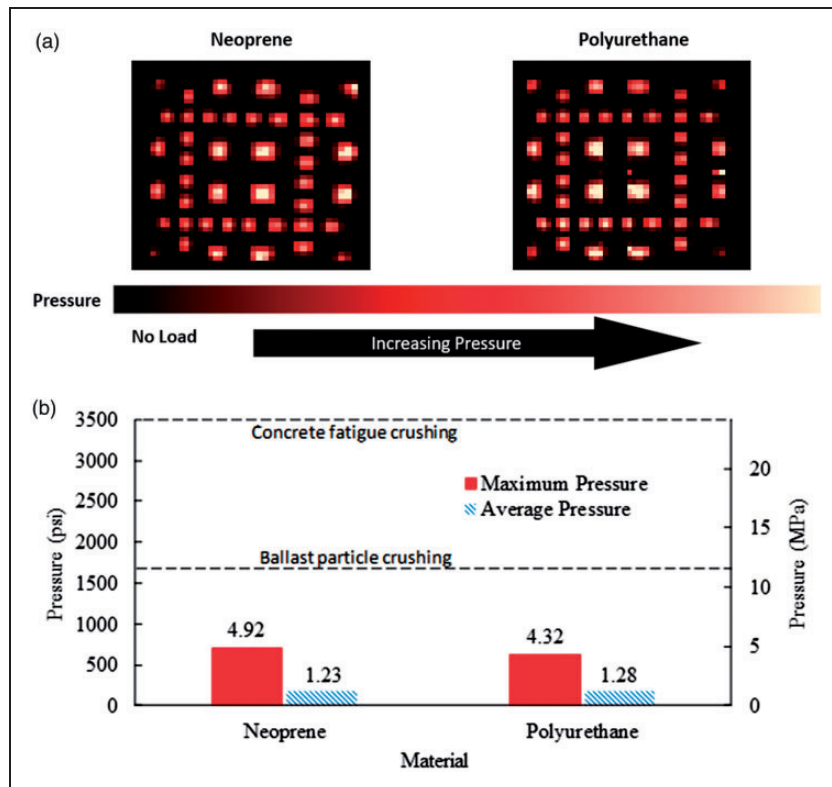 (a)
Neoprene Polyurethane
Pressure
No Load
Increasing Pressure
(b)
3500
3000
2500
2000
1500
1000
500
0
Pressure (psi)
Concrete fatigue crushing
Maximum Pressure
Average Pressure
Ballast particle crushing
4.92
1.23
4.32
1.28
20
15
10
5
0
Pressure (MPa)
Neoprene Polyurethane
Material